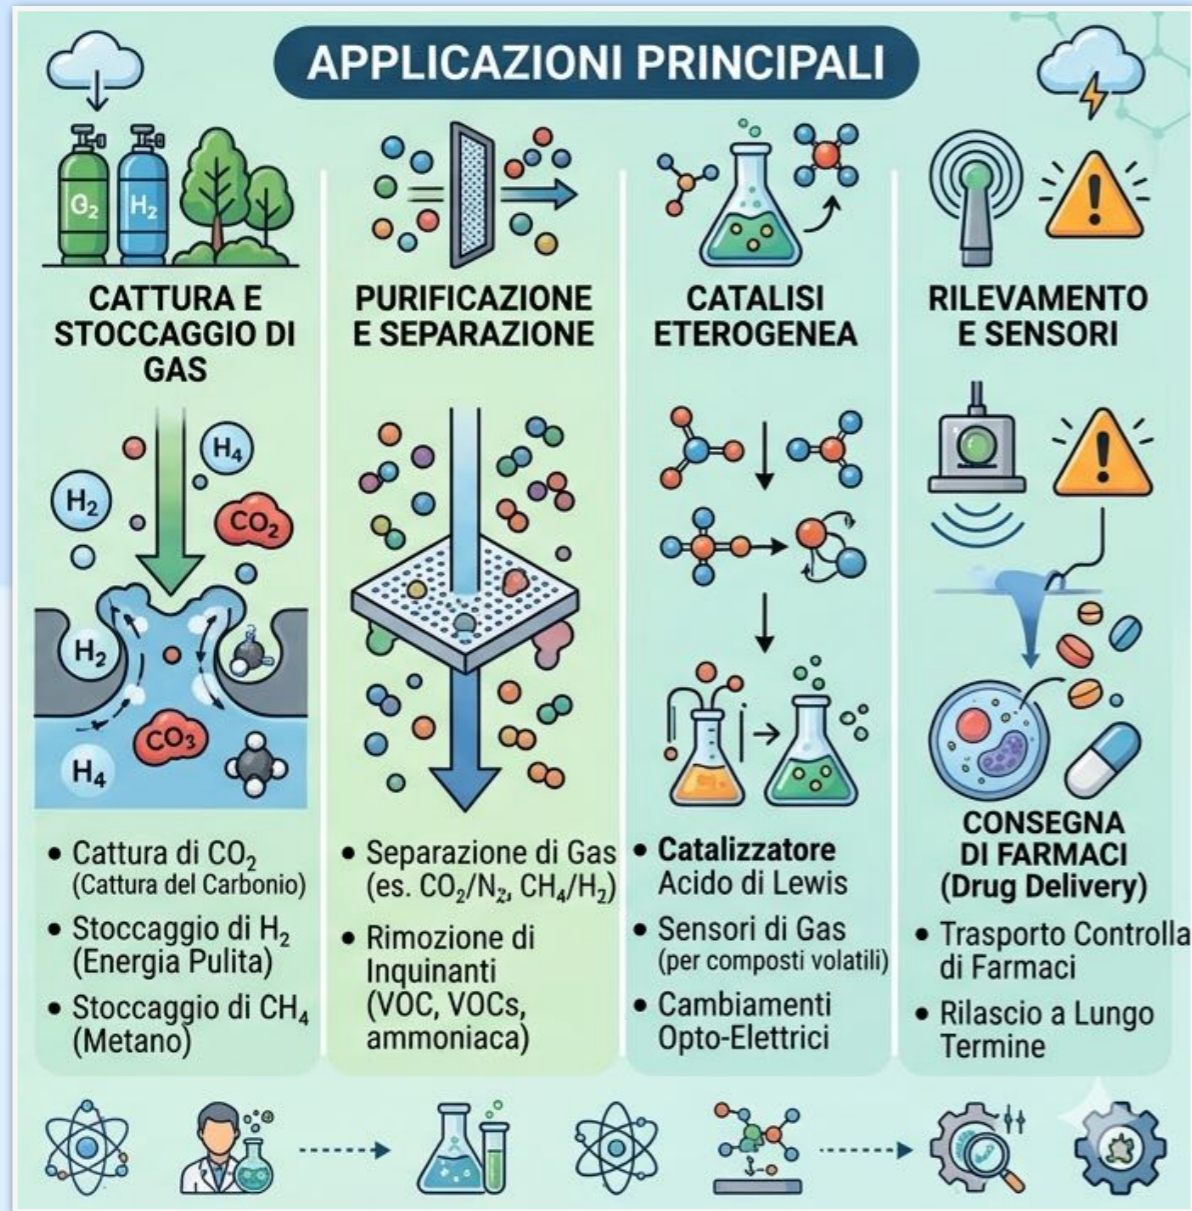 APPLICAZIONI PRINCIPALI
G₂
H₂
CATTURA E
STOCCAGGIO DI
GAS
H₂
H₄
CO₂
H₂
CO₃
H₄
• Cattura di CO₂
(Cattura del Carbonio)
• Stoccaggio di H₂
(Energia Pulita)
• Stoccaggio di CH₄
(Metano)
PURIFICAZIONE
E SEPARAZIONE
• Separazione di Gas
(es. CO₂/N₂, CH₄/H₂)
• Rimozione di
Inquinanti
(VOC, VOCs,
ammoniaca)
CATALISI
ETEROGENEA
• Catalizzatore
Acido di Lewis
• Sensori di Gas
(per composti volatili)
• Cambiamenti
Opto-Elettrici
RILEVAMENTO
E SENSORI
CONSEGNA
DI FARMACI
(Drug Delivery)
• Trasporto Controlla
di Farmaci
• Rilascio a Lungo
Termine